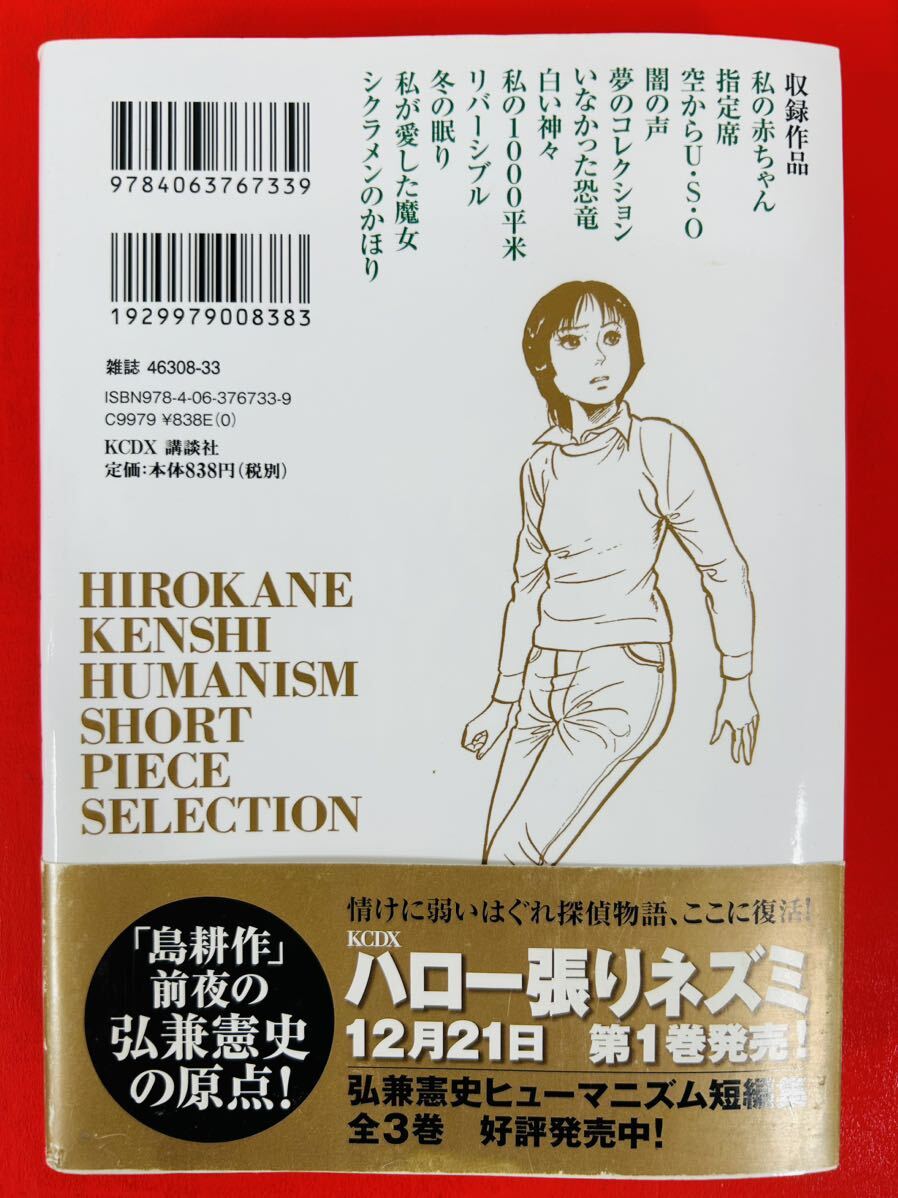 収録作品
私の赤ちゃん
指定席
空からU・S・O
闇の声
夢のコレクション
いなかった恐竜
白い神々
私の1000平米
リバーシブル
冬の眠り
私が愛した魔女
シクラメンのかほり
9784063767339
1929979008383
雑誌 46308-33
ISBN978-4-06-376733-9
C9979 ¥838E(0)
KCDX 講談社
定価：本体838円（税別）
HIROKANE
KENSHI
HUMANISM
SHORT
PIECE
SELECTION
「島耕作」
前夜の
弘兼憲史
の原点！
情けに弱いはぐれ探偵物語、ここに復活！
KCDX
ハロー張りネズミ
12月21日 第1巻発売！
弘兼憲史ヒューマニズム短編集
全3巻 好評発売中！